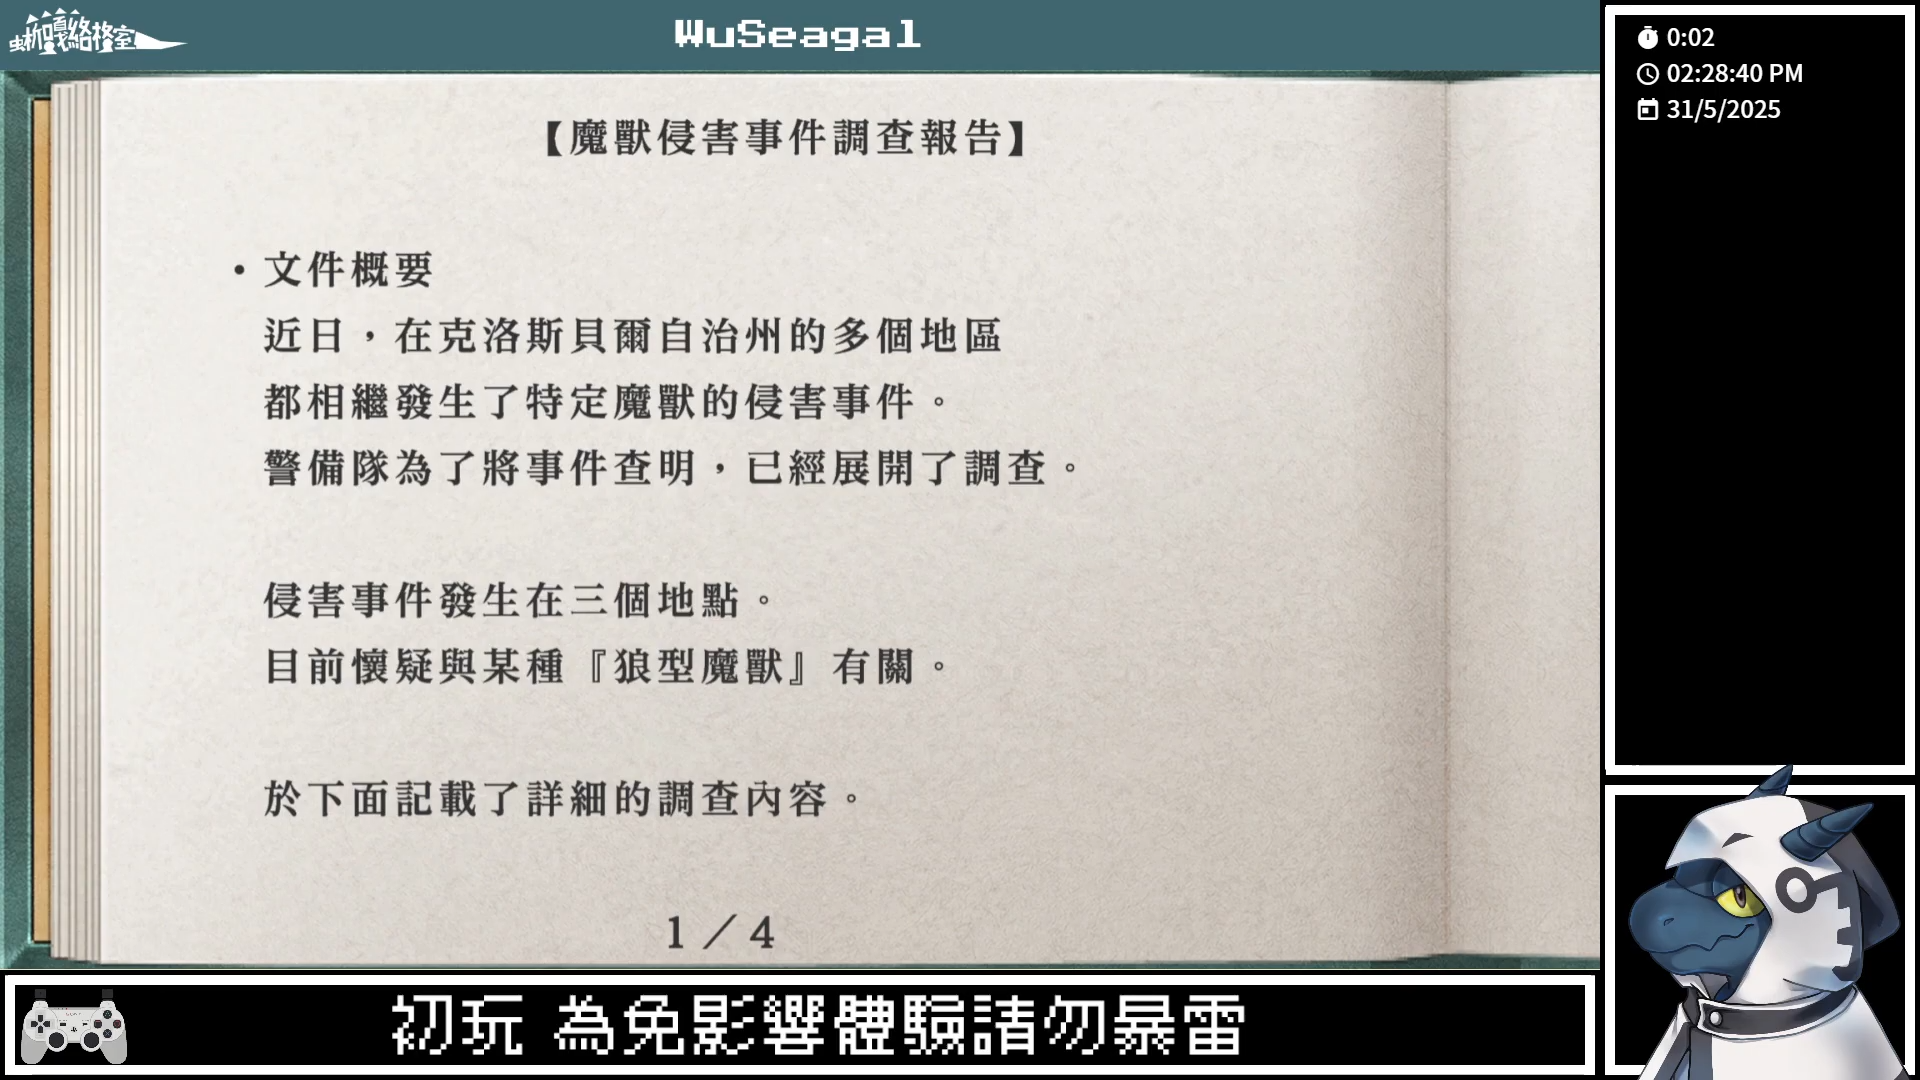 蜥嘎絡祫室
WuSeagal
0:02
02:28:40 PM
31/5/2025
【魔獸侵害事件調查報告】
・文件概要
近日，在克洛斯貝爾自治州的多個地區
都相繼發生了特定魔獸的侵害事件。
警備隊為了將事件查明，已經展開了調查。
侵害事件發生在三個地點。
目前懷疑與某種『狼型魔獸』有關。
於下面記載了詳細的調查內容。
1／4
初玩 為免影響體驗請勿暴雷